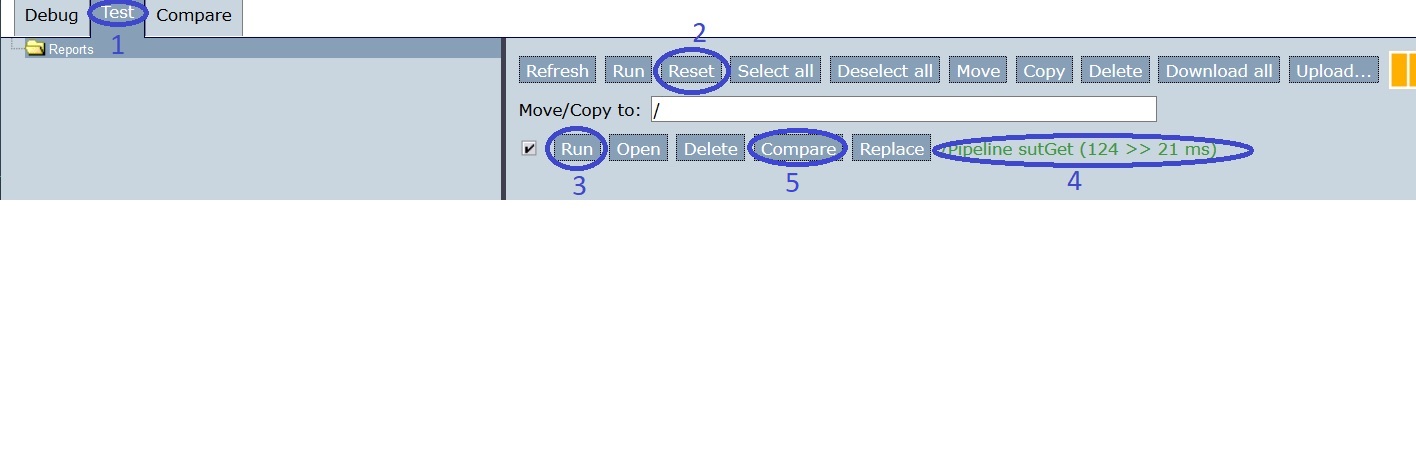 Debug Test Compare
1
Reports
2
Refresh Run Reset Select all Deselect all Move Copy Delete Download all Upload...
Move/Copy to: /
Run Open Delete Compare Replace /Pipeline sutGet (124 >> 21 ms)
3 5 4